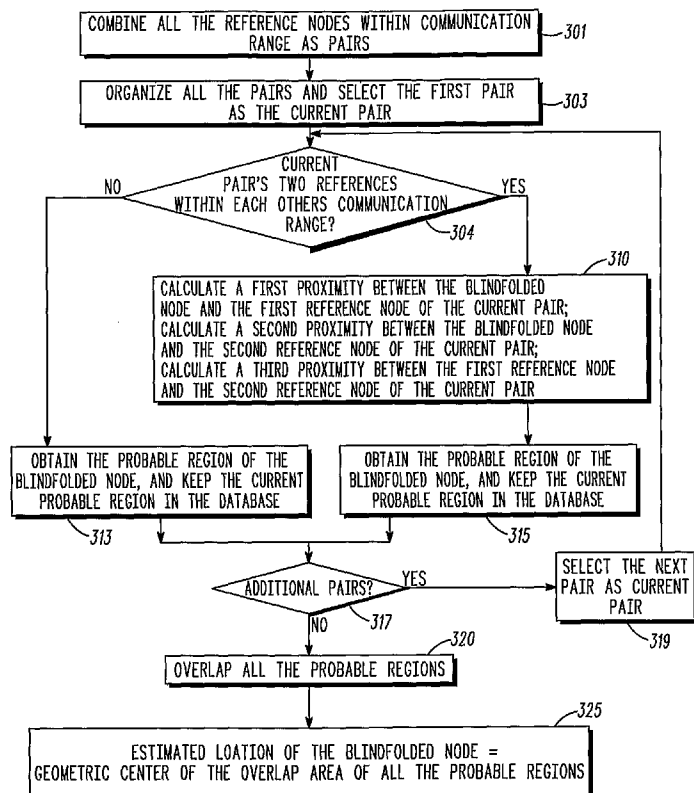 COMBINE ALL THE REFERENCE NODES WITHIN COMMUNICATION
RANGE AS PAIRS
301
ORGANIZE ALL THE PAIRS AND SELECT THE FIRST PAIR
AS THE CURRENT PAIR
303
CURRENT
PAIR'S TWO REFERENCES
WITHIN EACH OTHERS COMMUNICATION
RANGE?
NO
YES
304
310
CALCULATE A FIRST PROXIMITY BETWEEN THE BLINDFOLDED
NODE AND THE FIRST REFERENCE NODE OF THE CURRENT PAIR;
CALCULATE A SECOND PROXIMITY BETWEEN THE BLINDFOLDED NODE
AND THE SECOND REFERENCE NODE OF THE CURRENT PAIR;
CALCULATE A THIRD PROXIMITY BETWEEN THE FIRST REFERENCE NODE
AND THE SECOND REFERENCE NODE OF THE CURRENT PAIR
OBTAIN THE PROBABLE REGION OF THE
BLINDFOLDED NODE, AND KEEP THE CURRENT
PROBABLE REGION IN THE DATABASE
313
OBTAIN THE PROBABLE REGION OF THE
BLINDFOLDED NODE, AND KEEP THE CURRENT
PROBABLE REGION IN THE DATABASE
315
ADDITIONAL PAIRS?
YES
317
NO
SELECT THE NEXT
PAIR AS CURRENT
PAIR
319
320
OVERLAP ALL THE PROBABLE REGIONS
325
ESTIMATED LOATION OF THE BLINDFOLDED NODE =
GEOMETRIC CENTER OF THE OVERLAP AREA OF ALL THE PROBABLE REGIONS